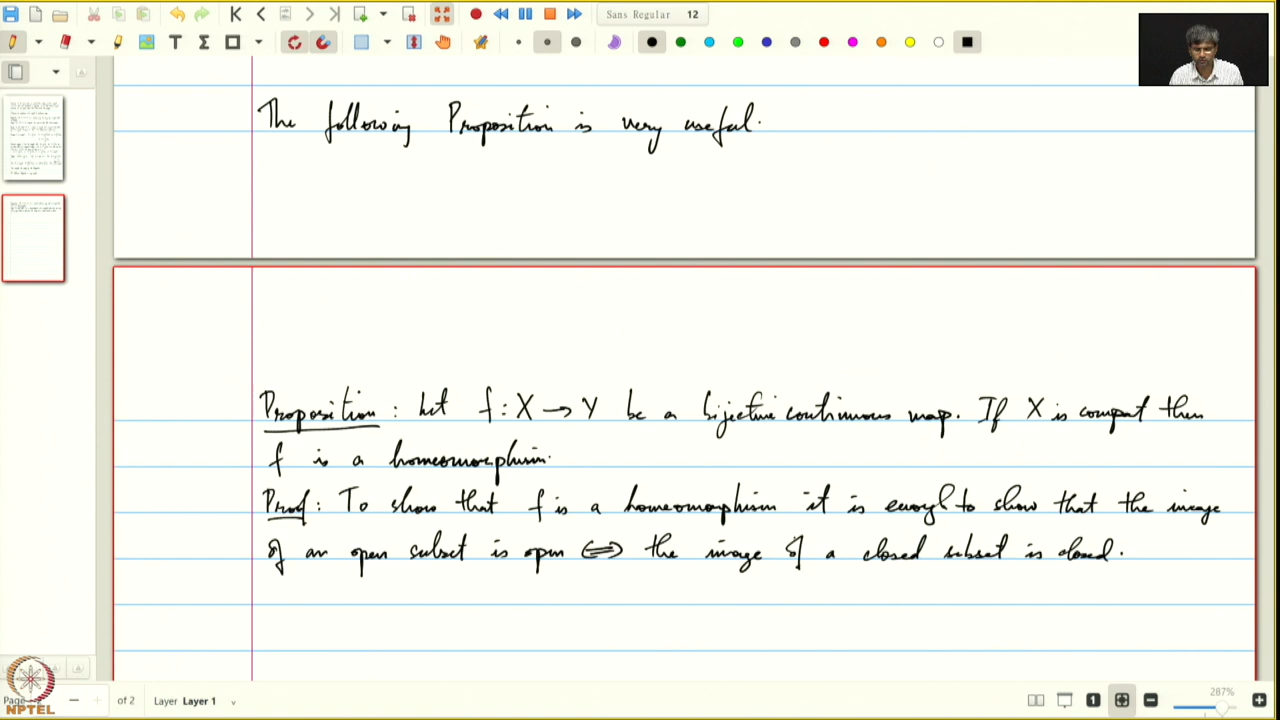 Sans Regular 12
The following Proposition is very useful.
Proposition : Let f : X → Y be a bijective continuous map. If X is compact then
f is a homeomorphism.
Proof : To show that f is a homeomorphism it is enough to show that the image
of an open subset is open ⟺ the image of a closed subset is closed.
Page
of 2
Layer
Layer 1
287%
NPTEL